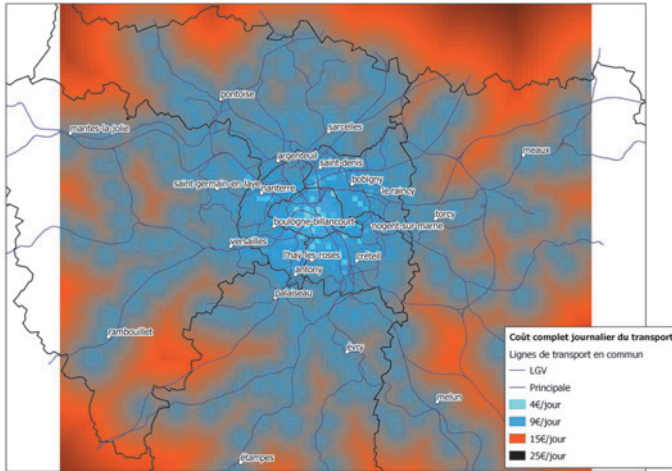 pontoise
mantes-la-jolie
sarcelles
argenteuil
saint-denis
meaux
bobigny
saint-germain-en-laye
nanterre
le raincy
torcy
boulogne-billancourt
nogent-sur-marne
versailles
l'hay-les-roses
créteil
antony
palaiseau
rambouillet
évry
melun
étampes
Coût complet journalier du transport
Lignes de transport en commun
LGV
Principale
4€/jour
9€/jour
15€/jour
25€/jour